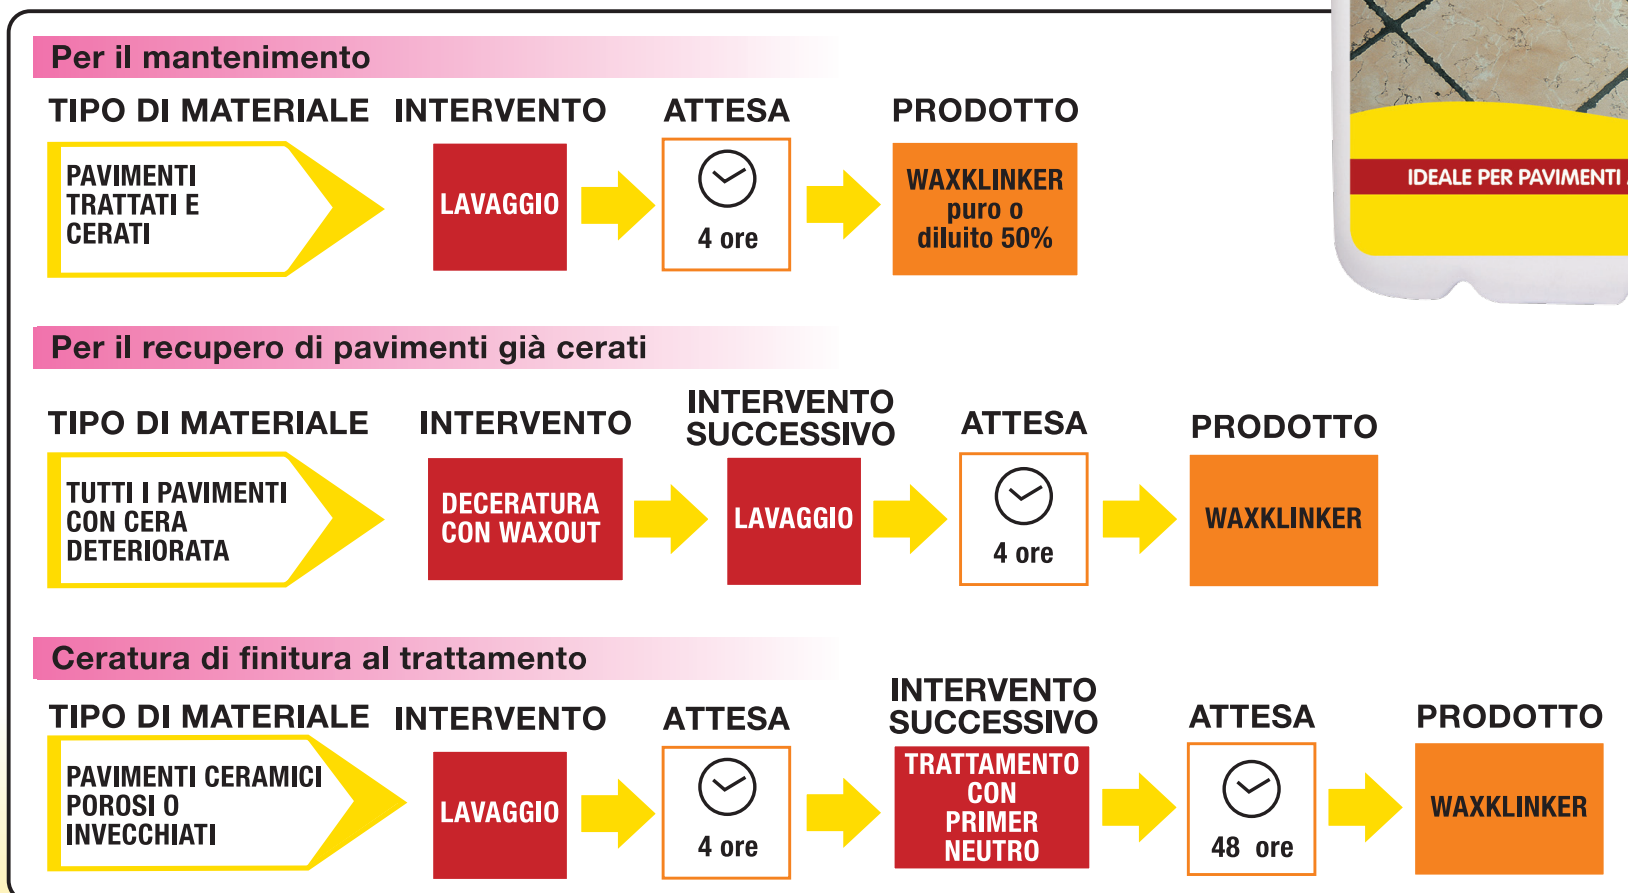 Per il mantenimento
TIPO DI MATERIALE
INTERVENTO
ATTESA
PRODOTTO
PAVIMENTI
TRATTATI E
CERATI
LAVAGGIO
4 ore
WAXKLINKER
puro o
diluito 50%
IDEALE PER PAVIMENTI
Per il recupero di pavimenti già cerati
TIPO DI MATERIALE
INTERVENTO
INTERVENTO
SUCCESSIVO
ATTESA
PRODOTTO
TUTTI I PAVIMENTI
CON CERA
DETERIORATA
DECERATURA
CON WAXOUT
LAVAGGIO
4 ore
WAXKLINKER
Ceratura di finitura al trattamento
TIPO DI MATERIALE
INTERVENTO
ATTESA
INTERVENTO
SUCCESSIVO
ATTESA
PRODOTTO
PAVIMENTI CERAMICI
POROSI O
INVECCHIATI
LAVAGGIO
4 ore
TRATTAMENTO
CON
PRIMER
NEUTRO
48 ore
WAXKLINKER